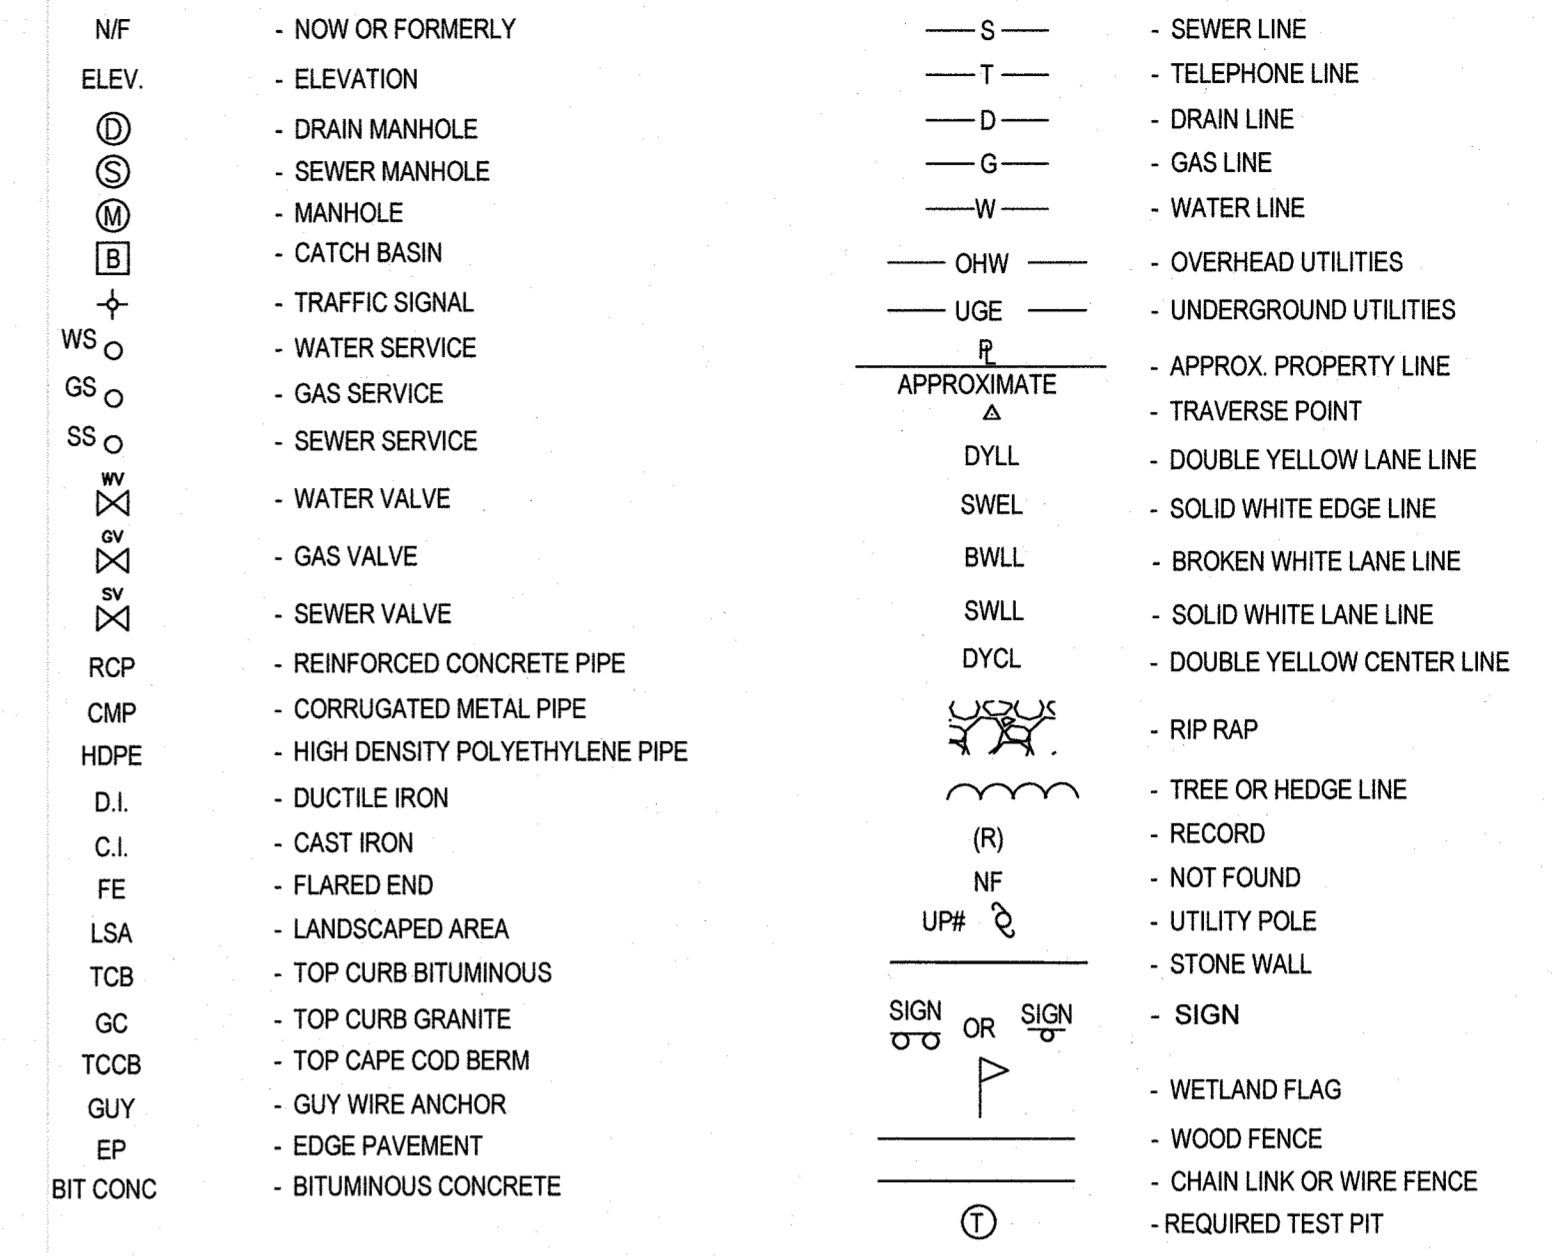 N/F - NOW OR FORMERLY
ELEV. - ELEVATION
D - DRAIN MANHOLE
S - SEWER MANHOLE
M - MANHOLE
B - CATCH BASIN
- TRAFFIC SIGNAL
WS - WATER SERVICE
GS - GAS SERVICE
SS - SEWER SERVICE
WV
- WATER VALVE
GV
- GAS VALVE
SV
- SEWER VALVE
RCP - REINFORCED CONCRETE PIPE
CMP - CORRUGATED METAL PIPE
HDPE - HIGH DENSITY POLYETHYLENE PIPE
D.I. - DUCTILE IRON
C.I. - CAST IRON
FE - FLARED END
LSA - LANDSCAPED AREA
TCB - TOP CURB BITUMINOUS
GC - TOP CURB GRANITE
TCCB - TOP CAPE COD BERM
GUY - GUY WIRE ANCHOR
EP - EDGE PAVEMENT
BIT CONC - BITUMINOUS CONCRETE
S - SEWER LINE
T - TELEPHONE LINE
D - DRAIN LINE
G - GAS LINE
W - WATER LINE
OHW - OVERHEAD UTILITIES
UGE - UNDERGROUND UTILITIES
PL
- APPROX. PROPERTY LINE
APPROXIMATE
- TRAVERSE POINT
DYLL - DOUBLE YELLOW LANE LINE
SWEL - SOLID WHITE EDGE LINE
BWLL - BROKEN WHITE LANE LINE
SWLL - SOLID WHITE LANE LINE
DYCL - DOUBLE YELLOW CENTER LINE
- RIP RAP
- TREE OR HEDGE LINE
(R) - RECORD
NF - NOT FOUND
UP# - UTILITY POLE
- STONE WALL
SIGN OR SIGN - SIGN
- WETLAND FLAG
- WOOD FENCE
- CHAIN LINK OR WIRE FENCE
T - REQUIRED TEST PIT